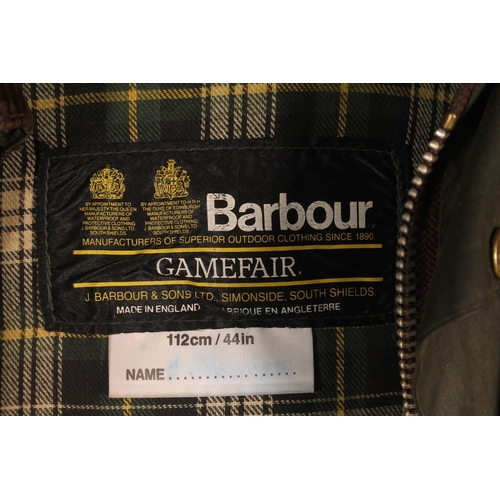 BY APPOINTMENT TO
HER MAJESTY THE QUEEN
MANUFACTURERS OF
WATERPROOF AND
PROTECTIVE CLOTHING
J. BARBOUR & SONS LTD.
SOUTH SHIELDS
BY APPOINTMENT TO H.R.H.
THE DUKE OF EDINBURGH
MANUFACTURERS OF
WATERPROOF AND
PROTECTIVE CLOTHING
J. BARBOUR & SONS LTD.
SOUTH SHIELDS
Barbour
MANUFACTURERS OF SUPERIOR OUTDOOR CLOTHING SINCE 1890
GAMEFAIR
J. BARBOUR & SONS LTD., SIMONSIDE, SOUTH SHIELDS.
MADE IN ENGLAND BRIQUE EN ANGLETERRE
112cm / 44in
NAME..................